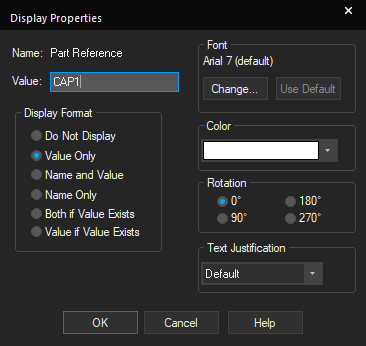 Display Properties
Name: Part Reference
Value: CAP1
Display Format
Do Not Display
Value Only
Name and Value
Name Only
Both if Value Exists
Value if Value Exists
Font
Arial 7 (default)
Change... Use Default
Color
Rotation
0° 180°
90° 270°
Text Justification
Default
OK Cancel Help